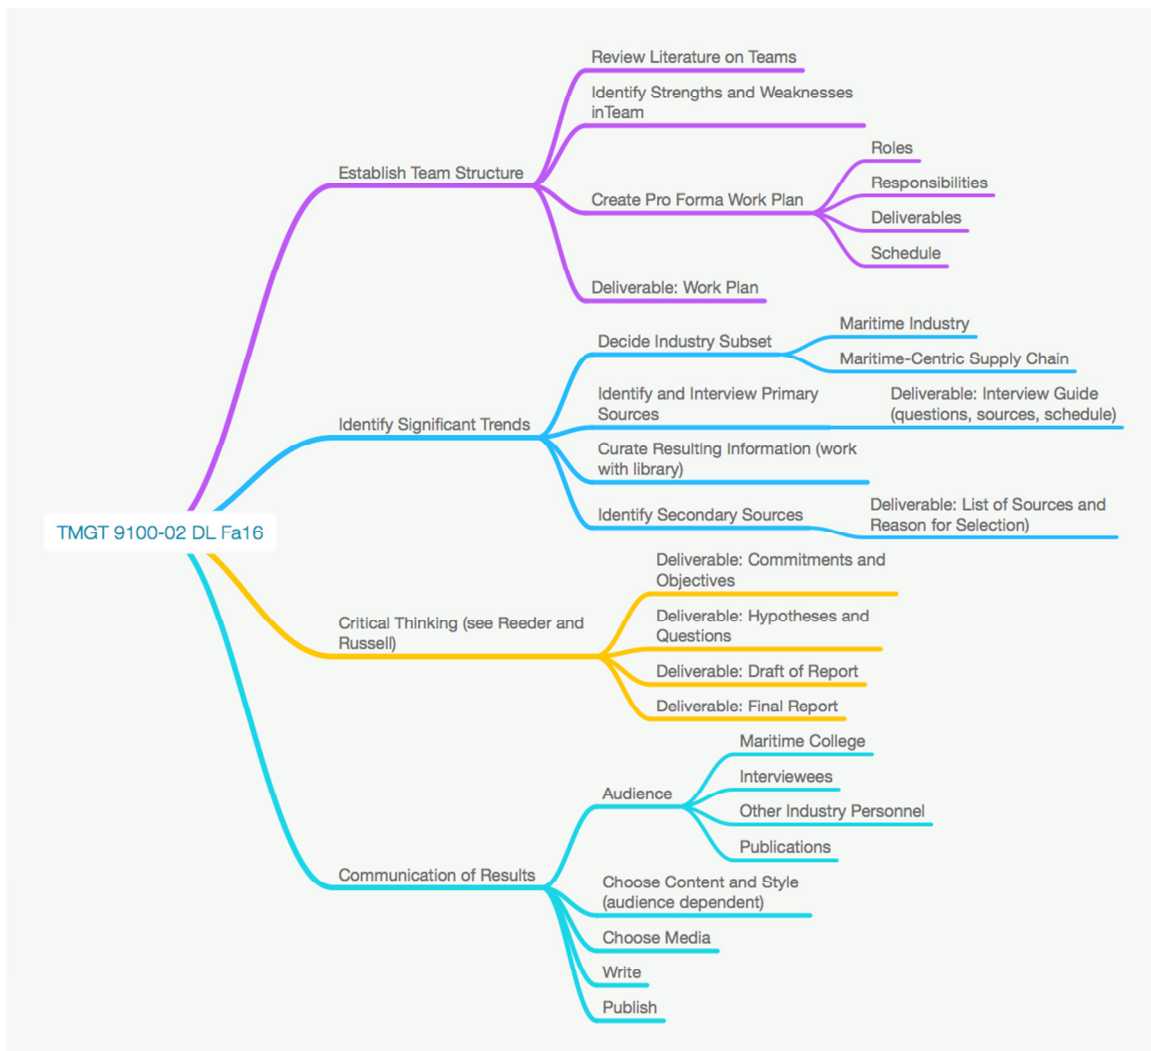 TMGT 9100-02 DL Fa16
Establish Team Structure
Review Literature on Teams
Identify Strengths and Weaknesses
inTeam
Create Pro Forma Work Plan
Roles
Responsibilities
Deliverables
Schedule
Deliverable: Work Plan
Identify Significant Trends
Decide Industry Subset
Maritime Industry
Maritime-Centric Supply Chain
Identify and Interview Primary
Sources
Deliverable: Interview Guide
(questions, sources, schedule)
Curate Resulting Information (work
with library)
Identify Secondary Sources
Deliverable: List of Sources and
Reason for Selection)
Critical Thinking (see Reeder and
Russell)
Deliverable: Commitments and
Objectives
Deliverable: Hypotheses and
Questions
Deliverable: Draft of Report
Deliverable: Final Report
Communication of Results
Audience
Maritime College
Interviewees
Other Industry Personnel
Publications
Choose Content and Style
(audience dependent)
Choose Media
Write
Publish